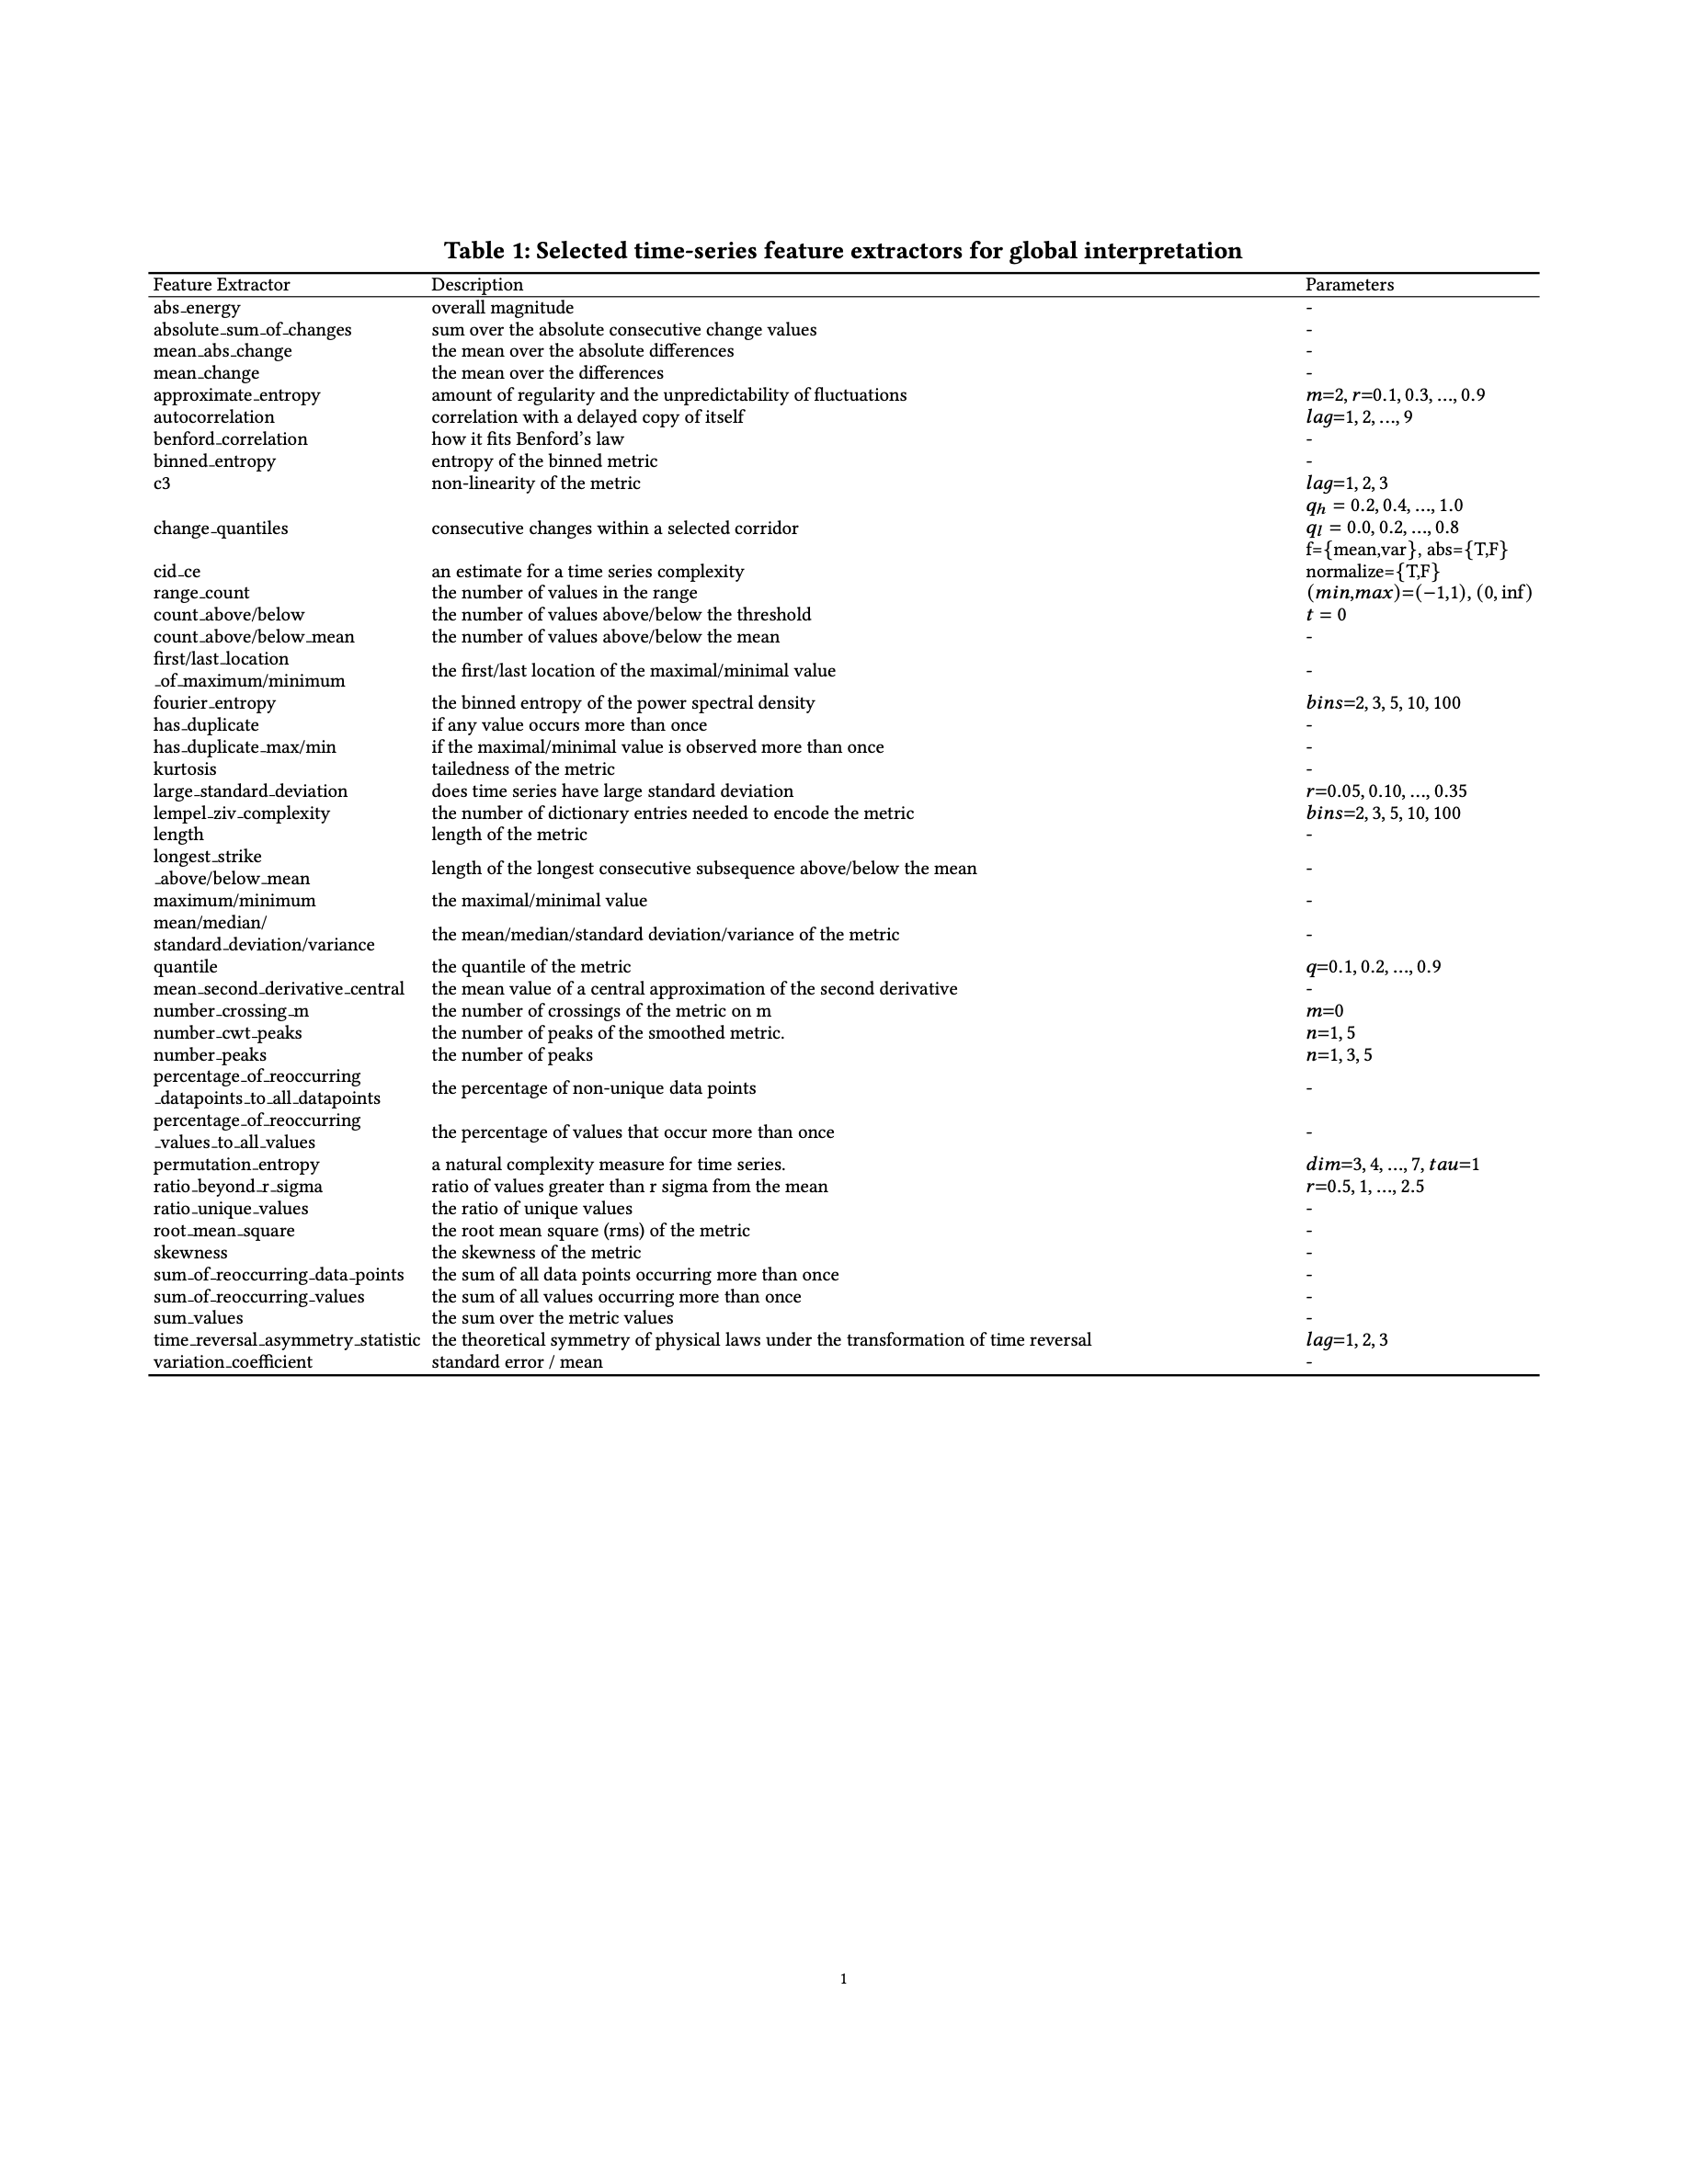 Table 1: Selected time-series feature extractors for global interpretation
Feature Extractor Description Parameters
abs_energy overall magnitude -
absolute_sum_of_changes sum over the absolute consecutive change values -
mean_abs_change the mean over the absolute differences -
mean_change the mean over the differences -
approximate_entropy amount of regularity and the unpredictability of fluctuations m=2, r=0.1, 0.3, ..., 0.9
autocorrelation correlation with a delayed copy of itself lag=1, 2, ..., 9
benford_correlation how it fits Benford's law -
binned_entropy entropy of the binned metric -
c3 non-linearity of the metric lag=1, 2, 3
q_h = 0.2, 0.4, ..., 1.0
change_quantiles consecutive changes within a selected corridor q_l = 0.0, 0.2, ..., 0.8
f={mean,var}, abs={T,F}
cid_ce an estimate for a time series complexity normalize={T,F}
range_count the number of values in the range (min,max)=(−1,1), (0, inf)
count_above/below the number of values above/below the threshold t = 0
count_above/below_mean the number of values above/below the mean -
first/last_location
_of_maximum/minimum the first/last location of the maximal/minimal value -
fourier_entropy the binned entropy of the power spectral density bins=2, 3, 5, 10, 100
has_duplicate if any value occurs more than once -
has_duplicate_max/min if the maximal/minimal value is observed more than once -
kurtosis tailedness of the metric -
large_standard_deviation does time series have large standard deviation r=0.05, 0.10, ..., 0.35
lempel_ziv_complexity the number of dictionary entries needed to encode the metric bins=2, 3, 5, 10, 100
length length of the metric -
longest_strike
_above/below_mean length of the longest consecutive subsequence above/below the mean -
maximum/minimum the maximal/minimal value -
mean/median/
standard_deviation/variance the mean/median/standard deviation/variance of the metric -
quantile the quantile of the metric q=0.1, 0.2, ..., 0.9
mean_second_derivative_central the mean value of a central approximation of the second derivative -
number_crossing_m the number of crossings of the metric on m m=0
number_cwt_peaks the number of peaks of the smoothed metric. n=1, 5
number_peaks the number of peaks n=1, 3, 5
percentage_of_reoccurring
_datapoints_to_all_datapoints the percentage of non-unique data points -
percentage_of_reoccurring
_values_to_all_values the percentage of values that occur more than once -
permutation_entropy a natural complexity measure for time series. dim=3, 4, ..., 7, tau=1
ratio_beyond_r_sigma ratio of values greater than r sigma from the mean r=0.5, 1, ..., 2.5
ratio_unique_values the ratio of unique values -
root_mean_square the root mean square (rms) of the metric -
skewness the skewness of the metric -
sum_of_reoccurring_data_points the sum of all data points occurring more than once -
sum_of_reoccurring_values the sum of all values occurring more than once -
sum_values the sum over the metric values -
time_reversal_asymmetry_statistic the theoretical symmetry of physical laws under the transformation of time reversal lag=1, 2, 3
variation_coefficient standard error / mean -
1